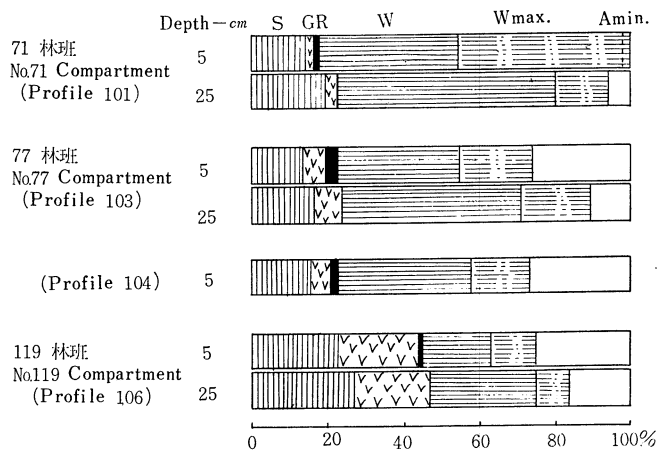 Depth—cm S GR W Wmax. Amin.
71 林班 5
No.71 Compartment
(Profile 101) 25
77 林班 5
No.77 Compartment
(Profile 103) 25
(Profile 104) 5
119 林班 5
No.119 Compartment
(Profile 106) 25
0 20 40 60 80 100%